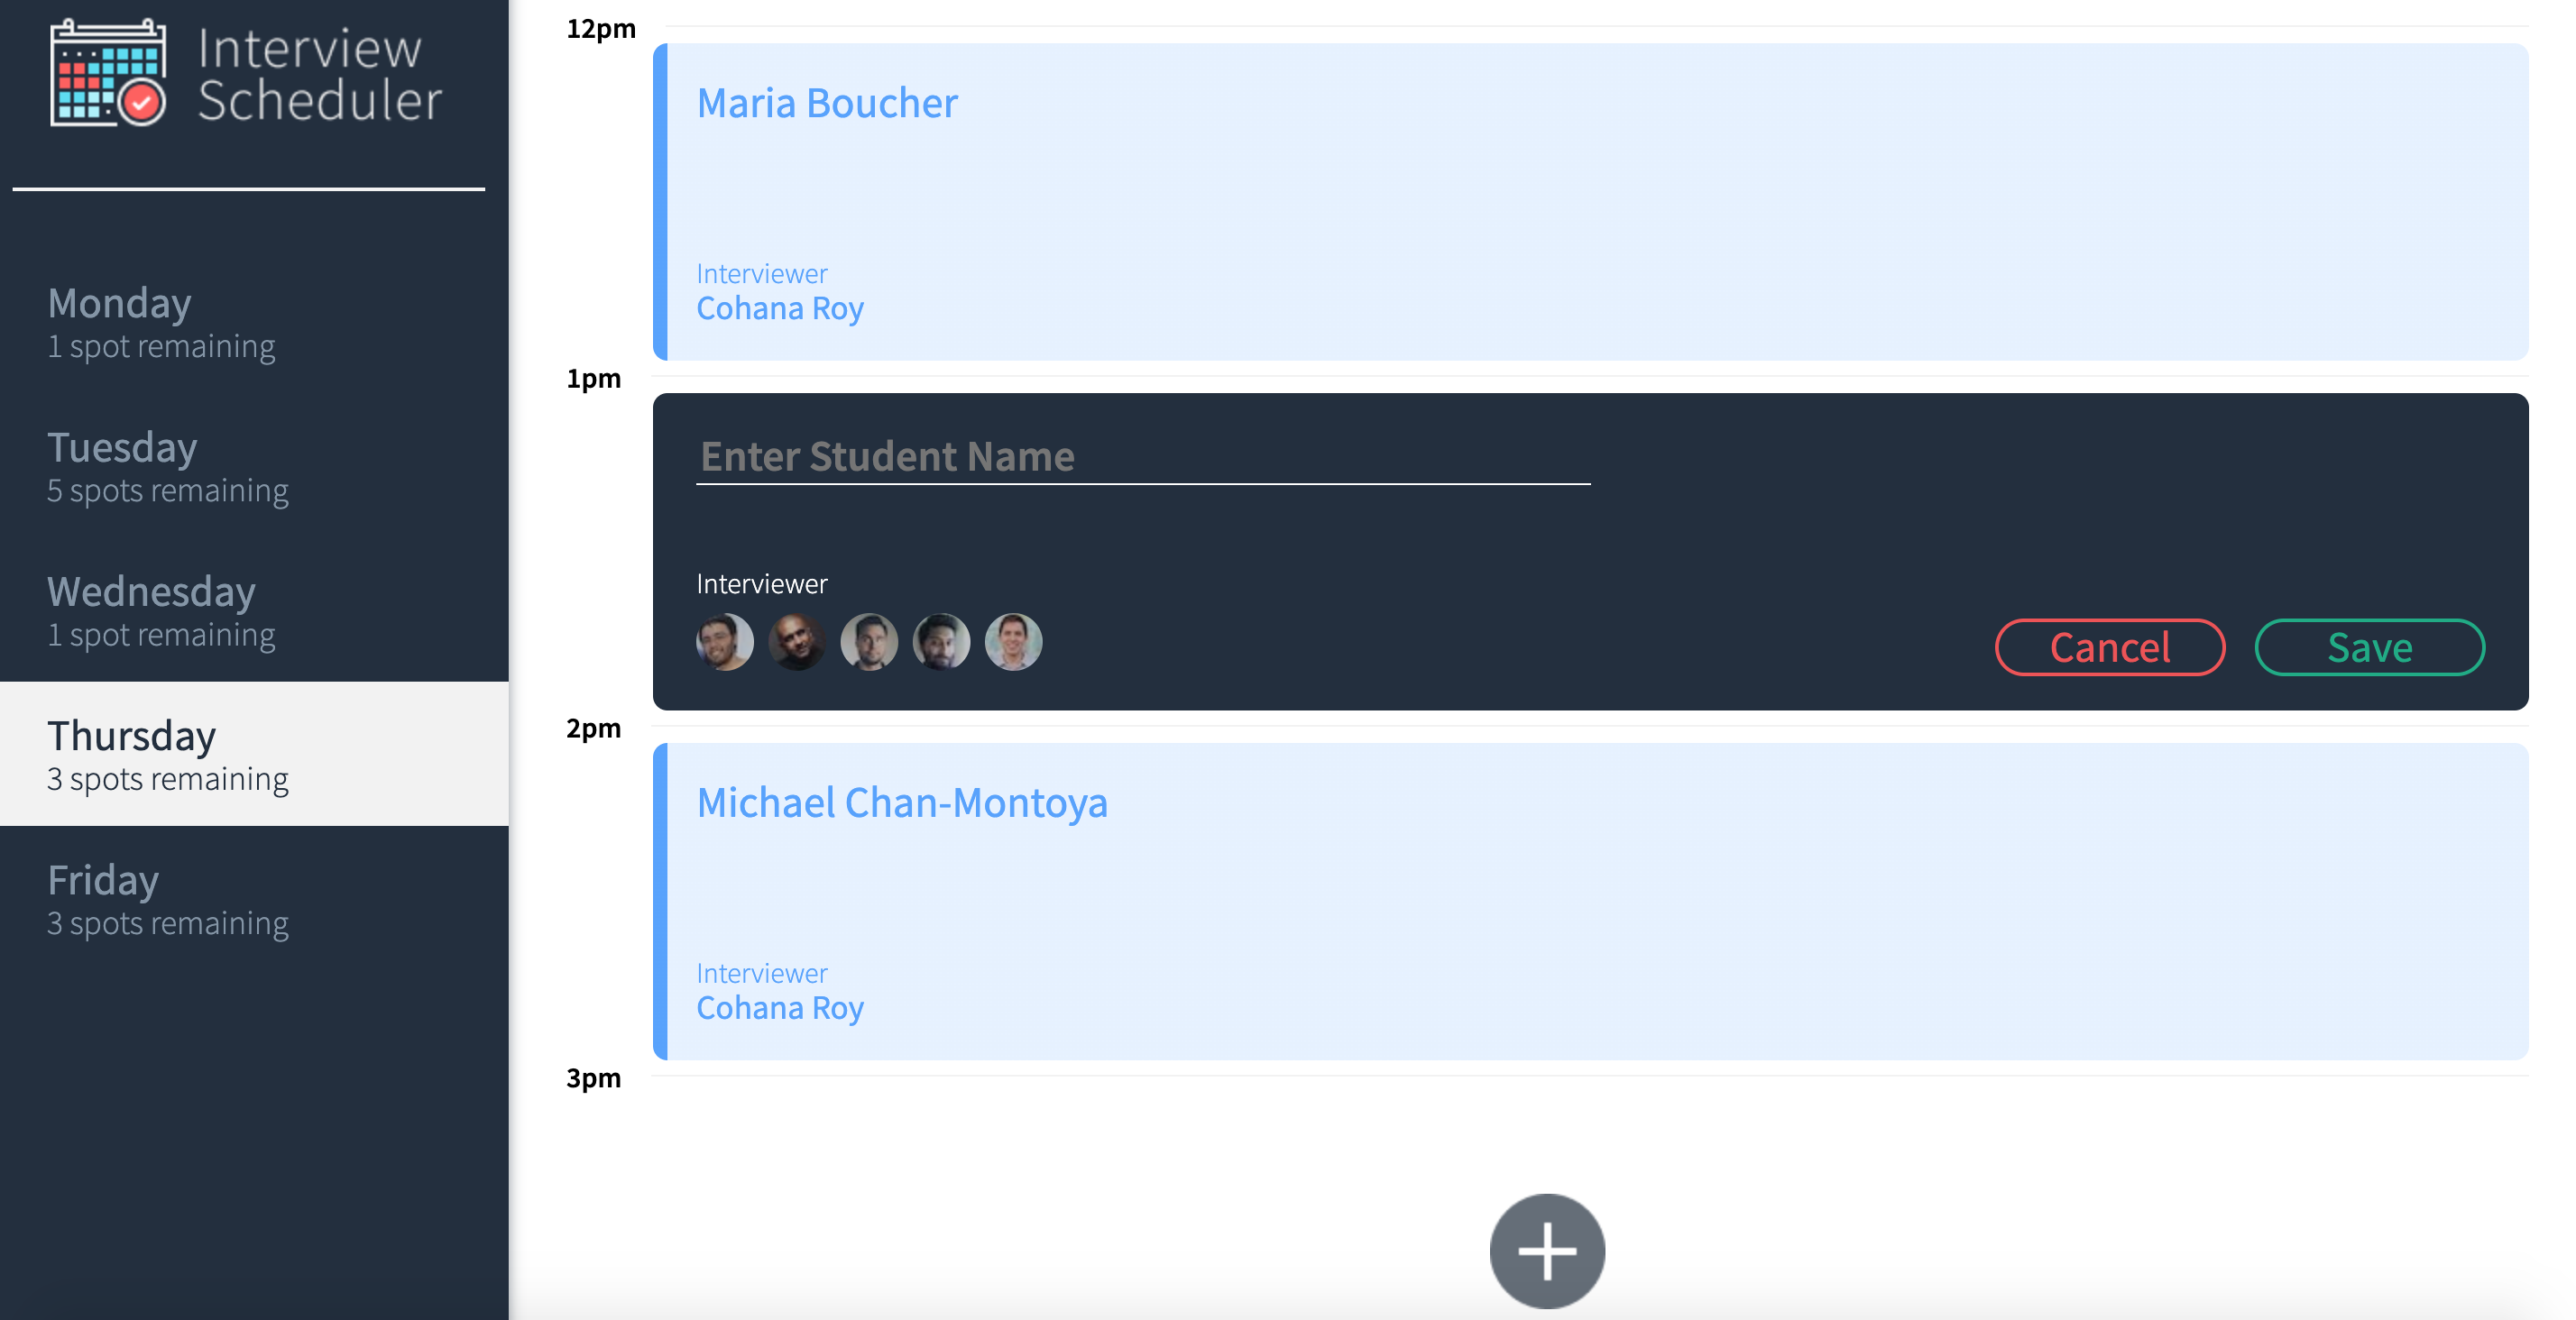 Interview
Scheduler
Monday
1 spot remaining
Tuesday
5 spots remaining
Wednesday
1 spot remaining
Thursday
3 spots remaining
Friday
3 spots remaining
12pm
Maria Boucher
Interviewer
Cohana Roy
1pm
Enter Student Name
Interviewer
Cancel Save
2pm
Michael Chan-Montoya
Interviewer
Cohana Roy
3pm